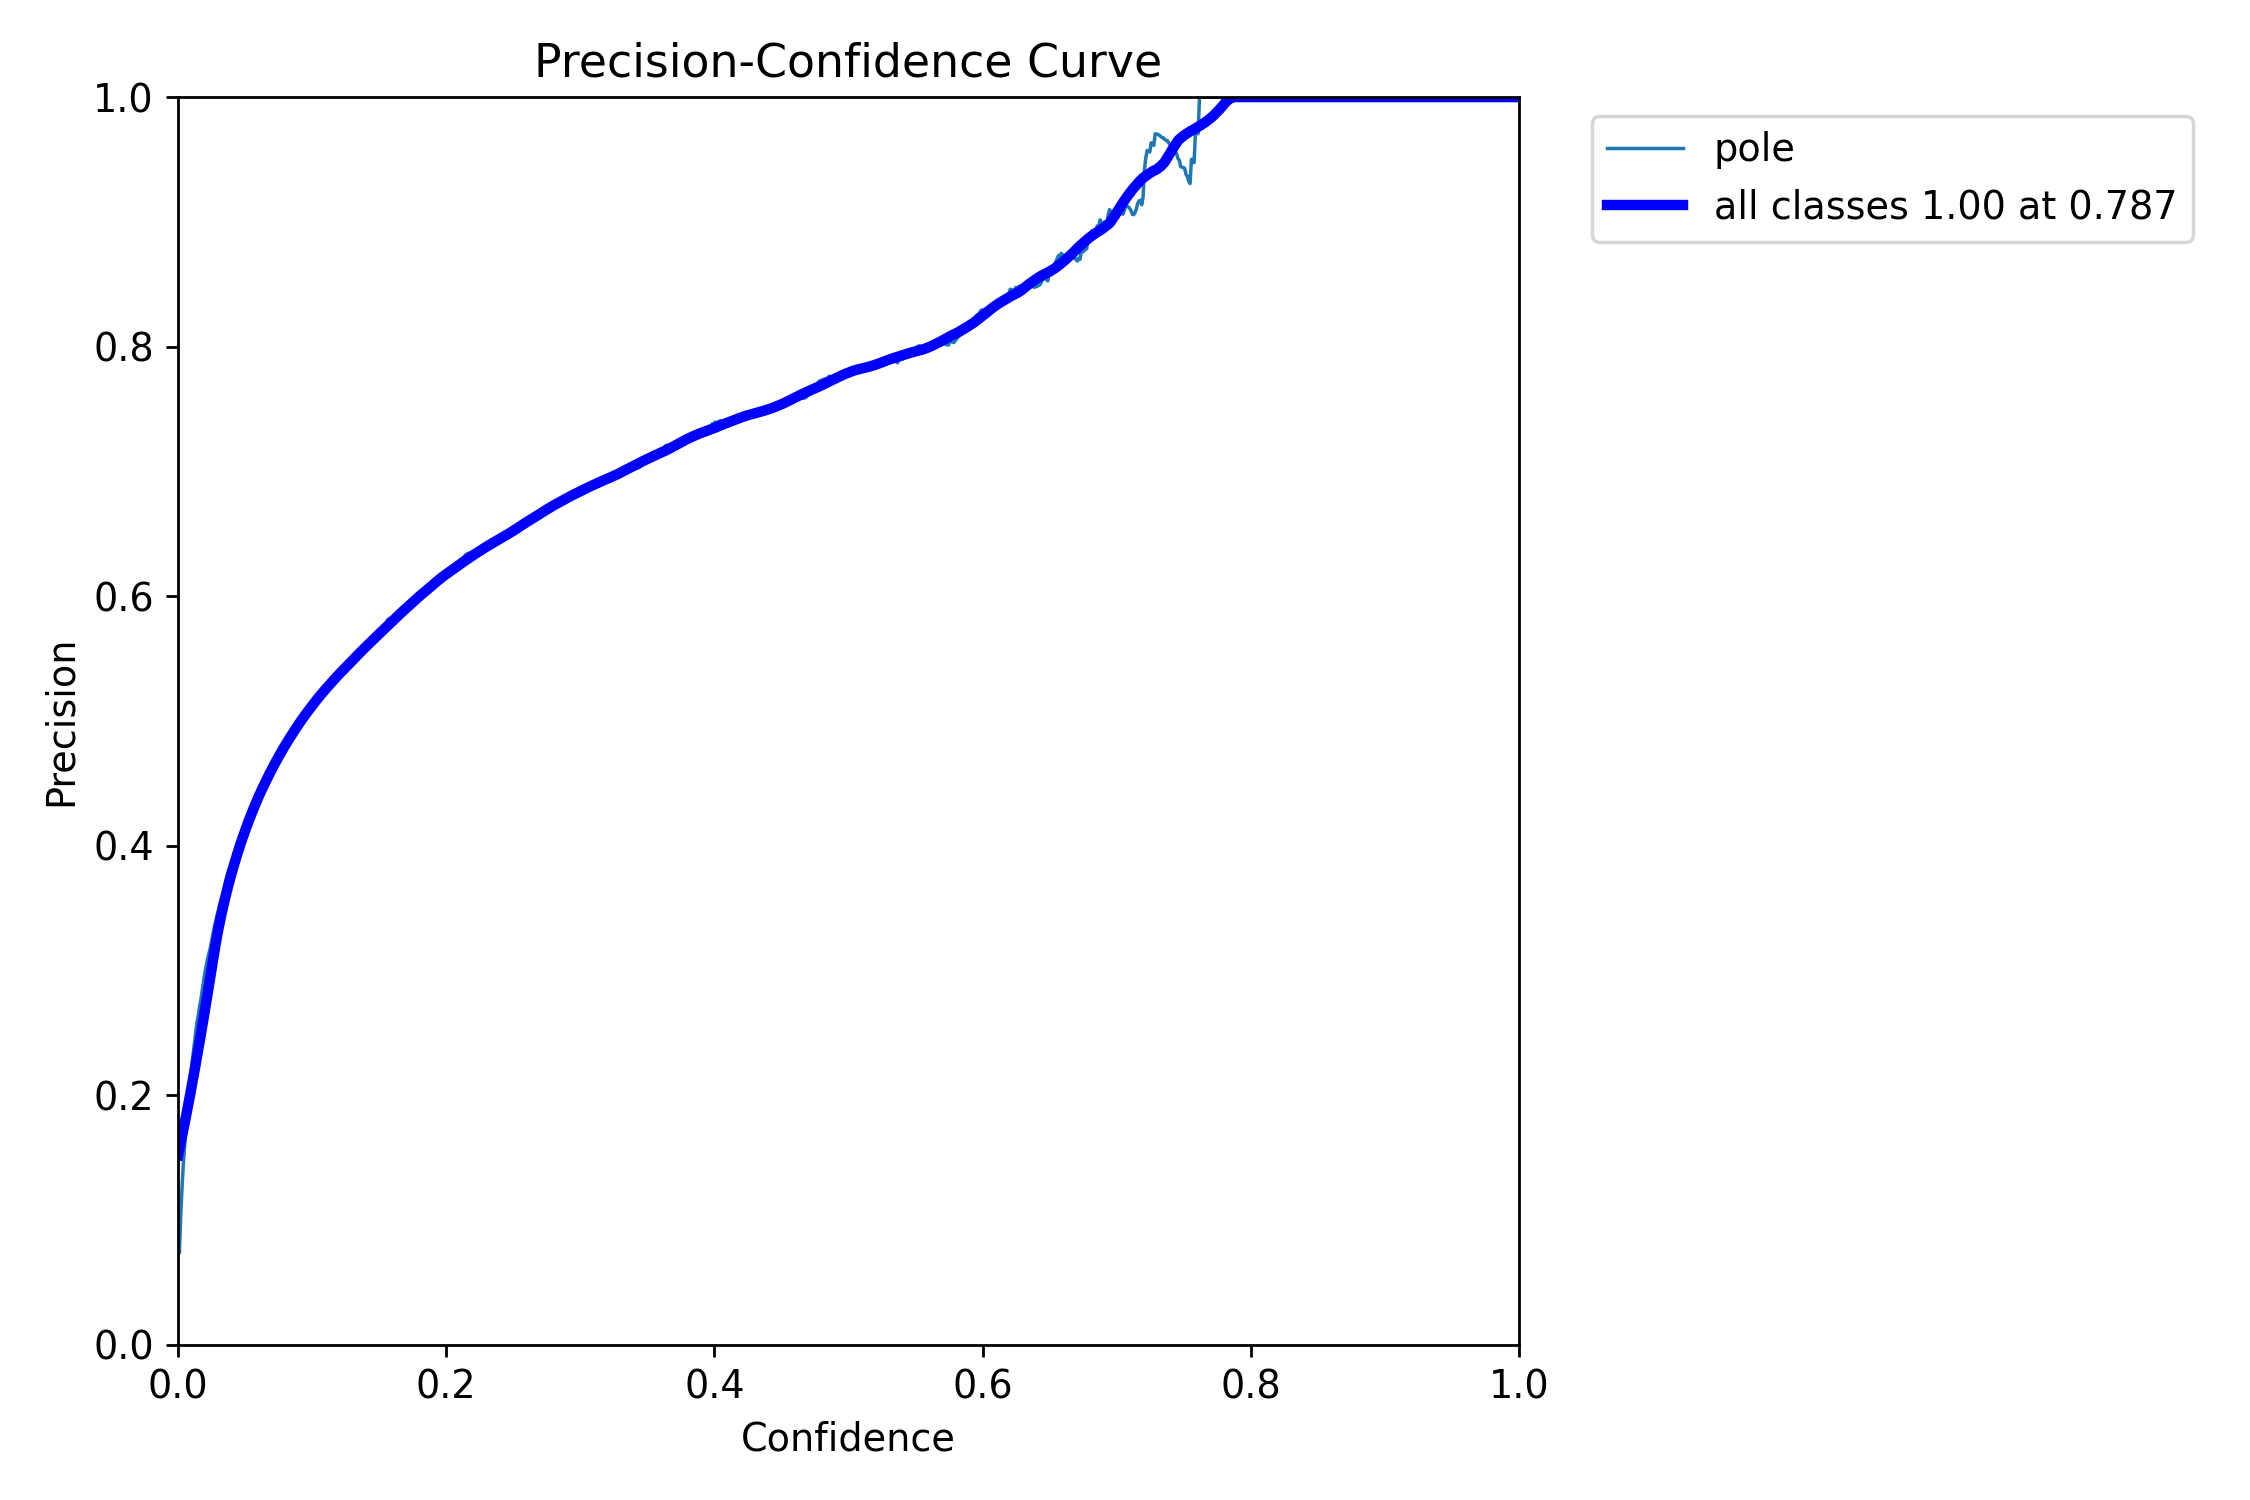 Precision-Confidence Curve
1.0
0.8
0.6
0.4
0.2
0.0
Precision
0.0 0.2 0.4 0.6 0.8 1.0
Confidence
pole
all classes 1.00 at 0.787